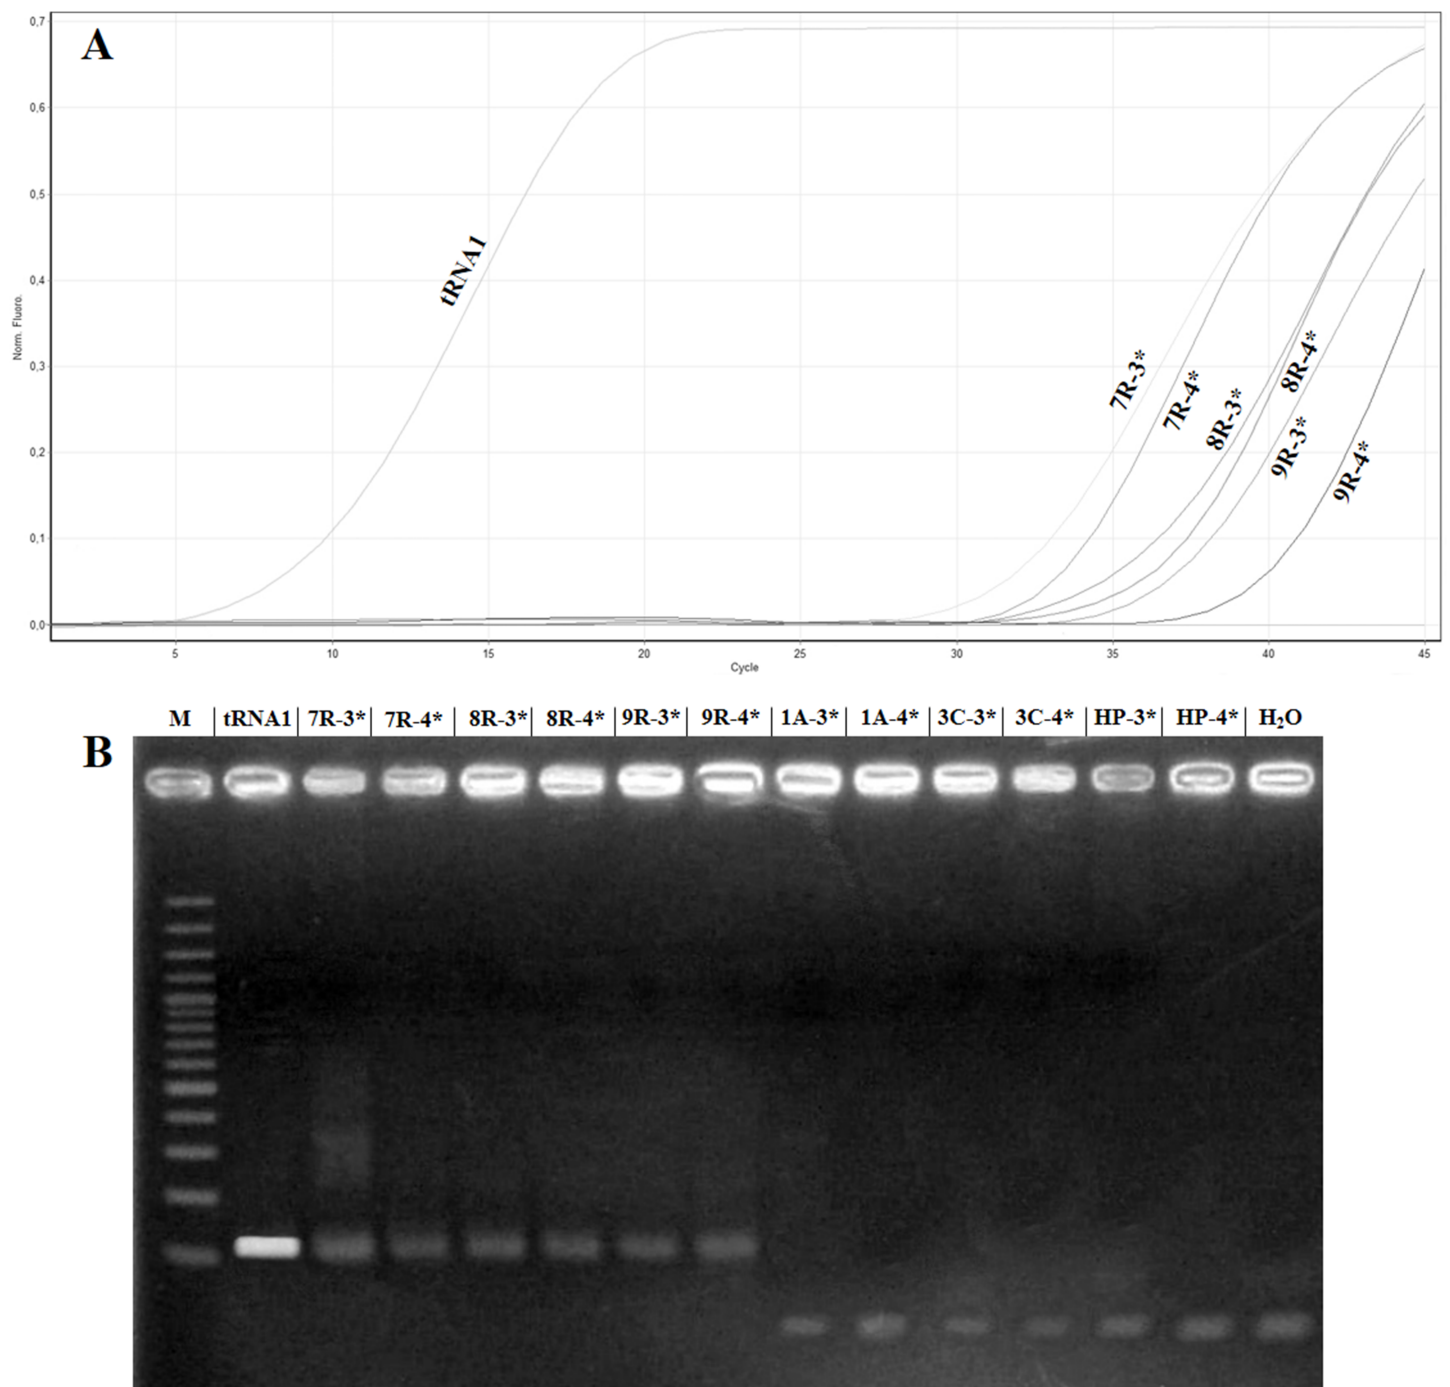 A
0,7
0,6
0,5
0,4
0,3
0,2
0,1
0,0
Norm. Fluoro.
tRNA1
7R-3*
7R-4*
8R-3*
8R-4*
9R-3*
9R-4*
5 10 15 20 25 30 35 40 45
Cycle
M | tRNA1 | 7R-3* | 7R-4* | 8R-3* | 8R-4* | 9R-3* | 9R-4* | 1A-3* | 1A-4* | 3C-3* | 3C-4* | HP-3* | HP-4* | H₂O
B